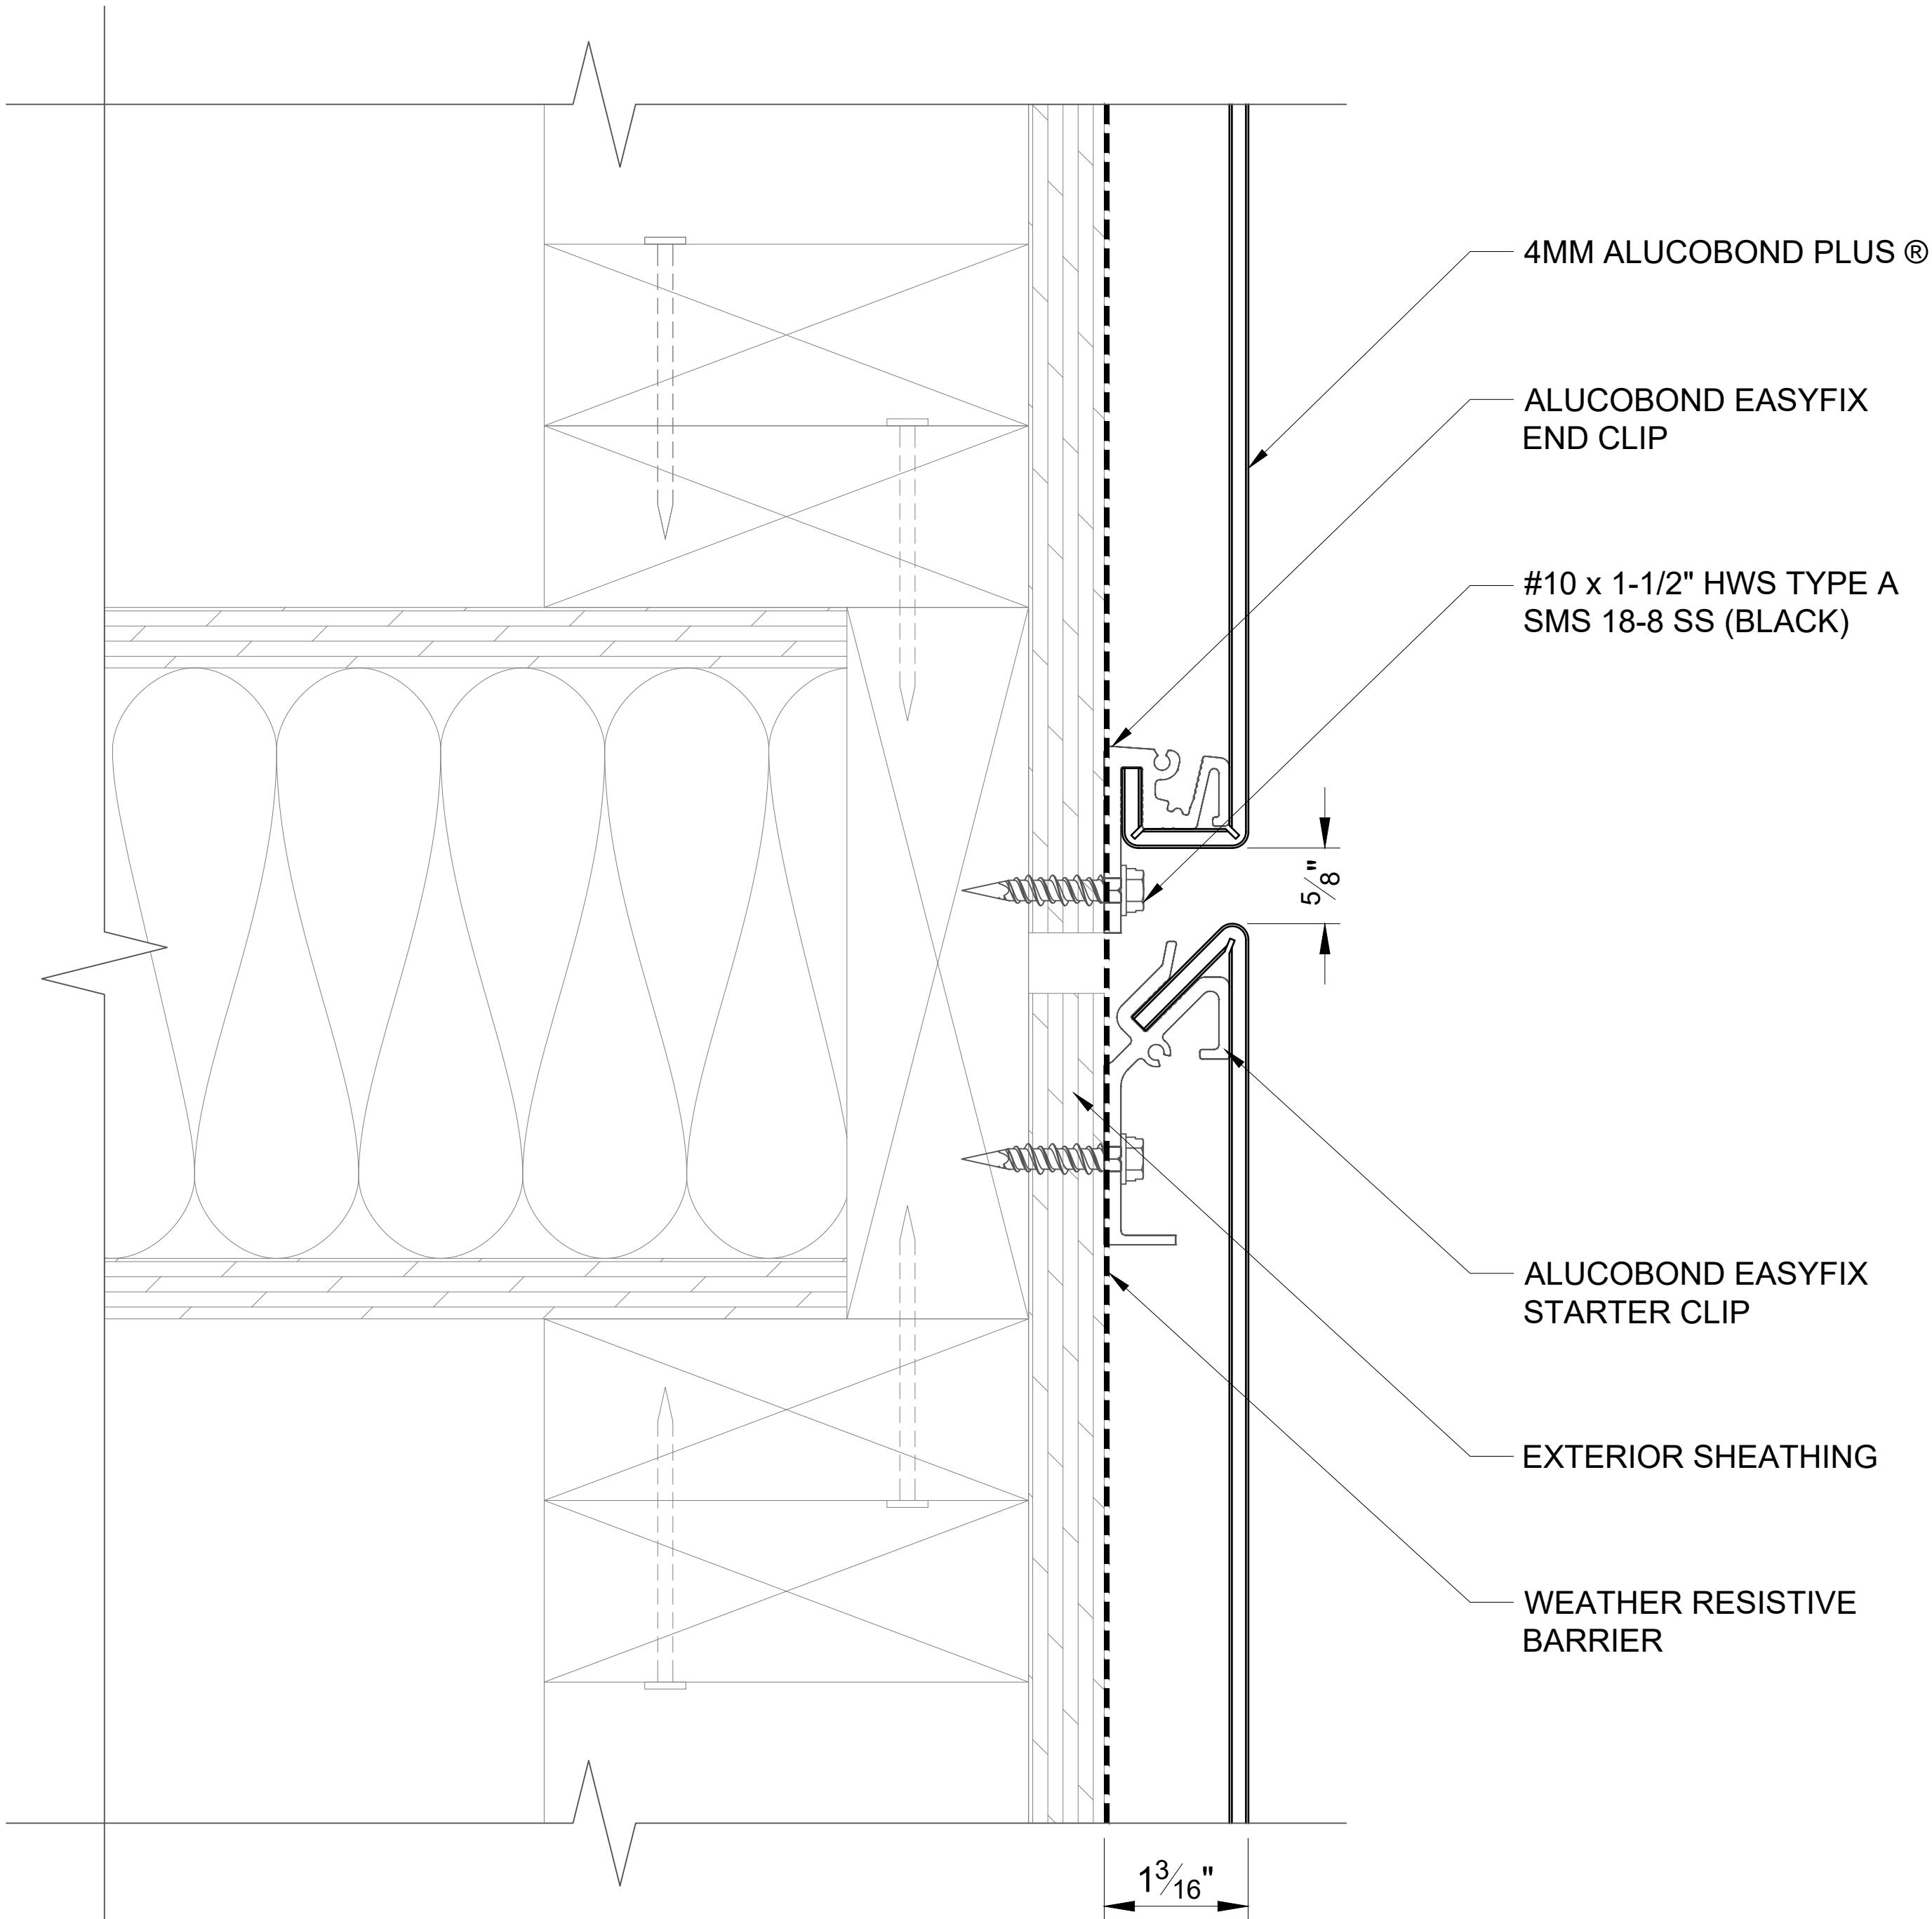 4MM ALUCOBOND PLUS ®
ALUCOBOND EASYFIX
END CLIP
#10 x 1-1/2" HWS TYPE A
SMS 18-8 SS (BLACK)
5/8"
ALUCOBOND EASYFIX
STARTER CLIP
EXTERIOR SHEATHING
WEATHER RESISTIVE
BARRIER
1 3/16"